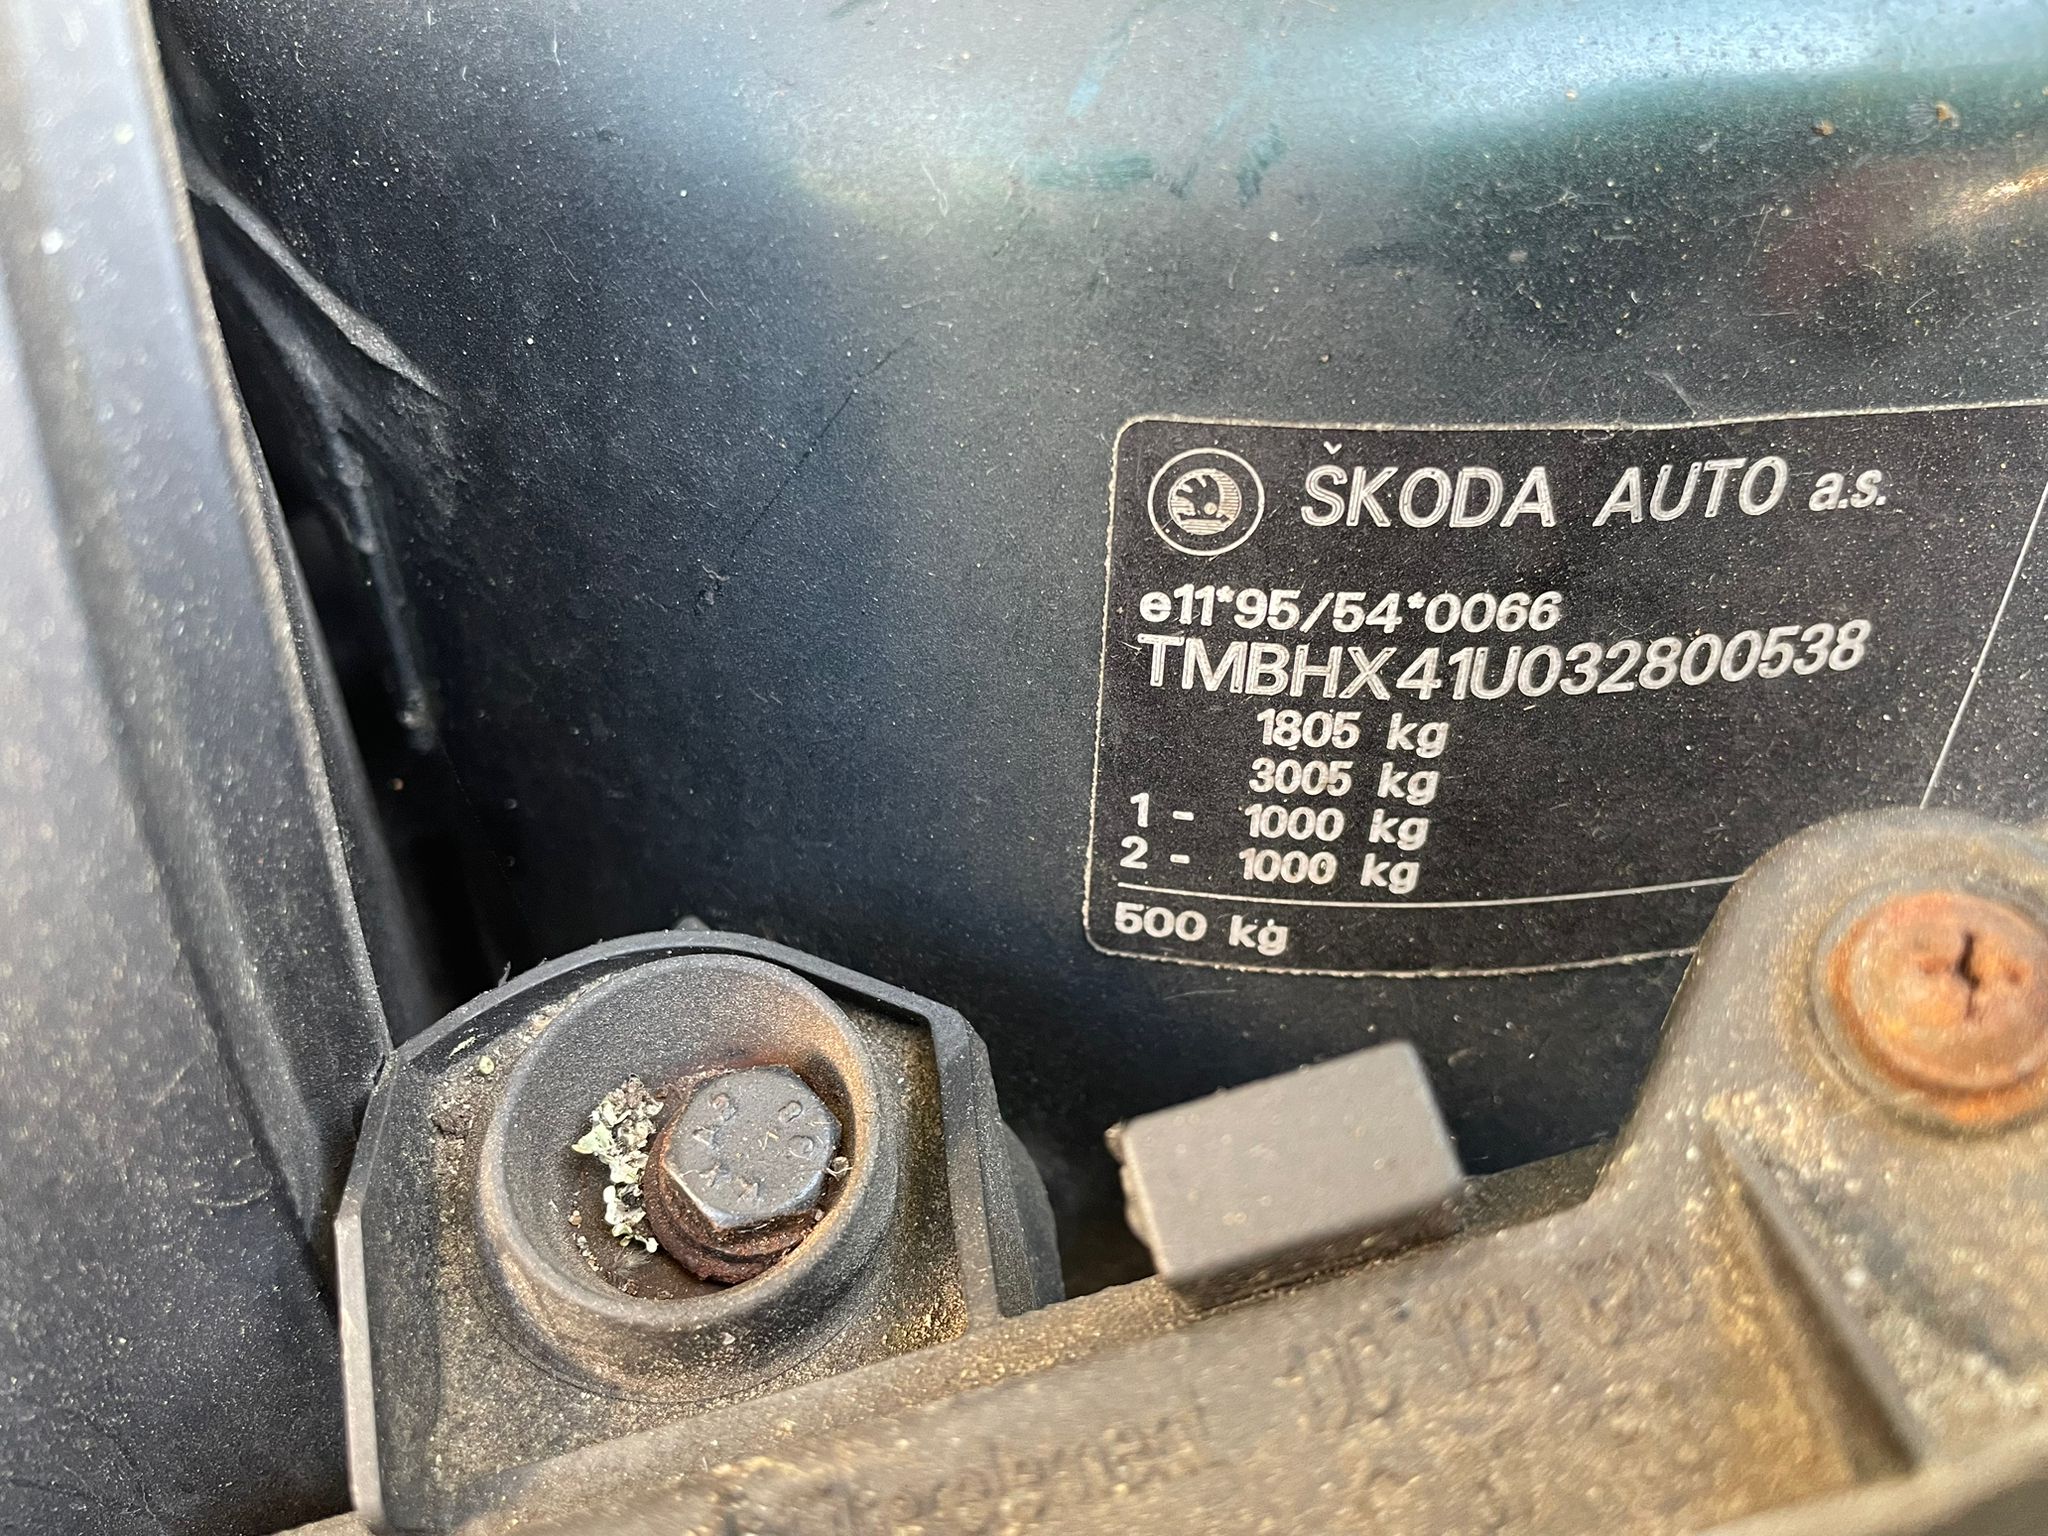 ŠKODA AUTO a.s.
e11*95/54*0066
TMBHX41U032800538
1805 kg
3005 kg
1 - 1000 kg
2 - 1000 kg
500 kg